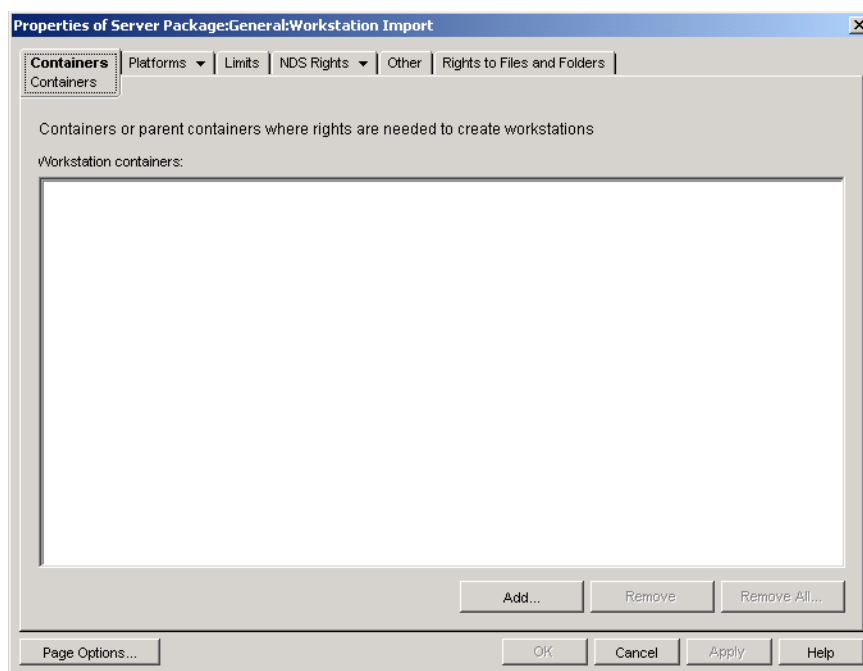 Properties of Server Package:General:Workstation Import
Containers Platforms Limits NDS Rights Other Rights to Files and Folders
Containers
Containers or parent containers where rights are needed to create workstations
Workstation containers:
Add... Remove Remove All...
Page Options... OK Cancel Apply Help